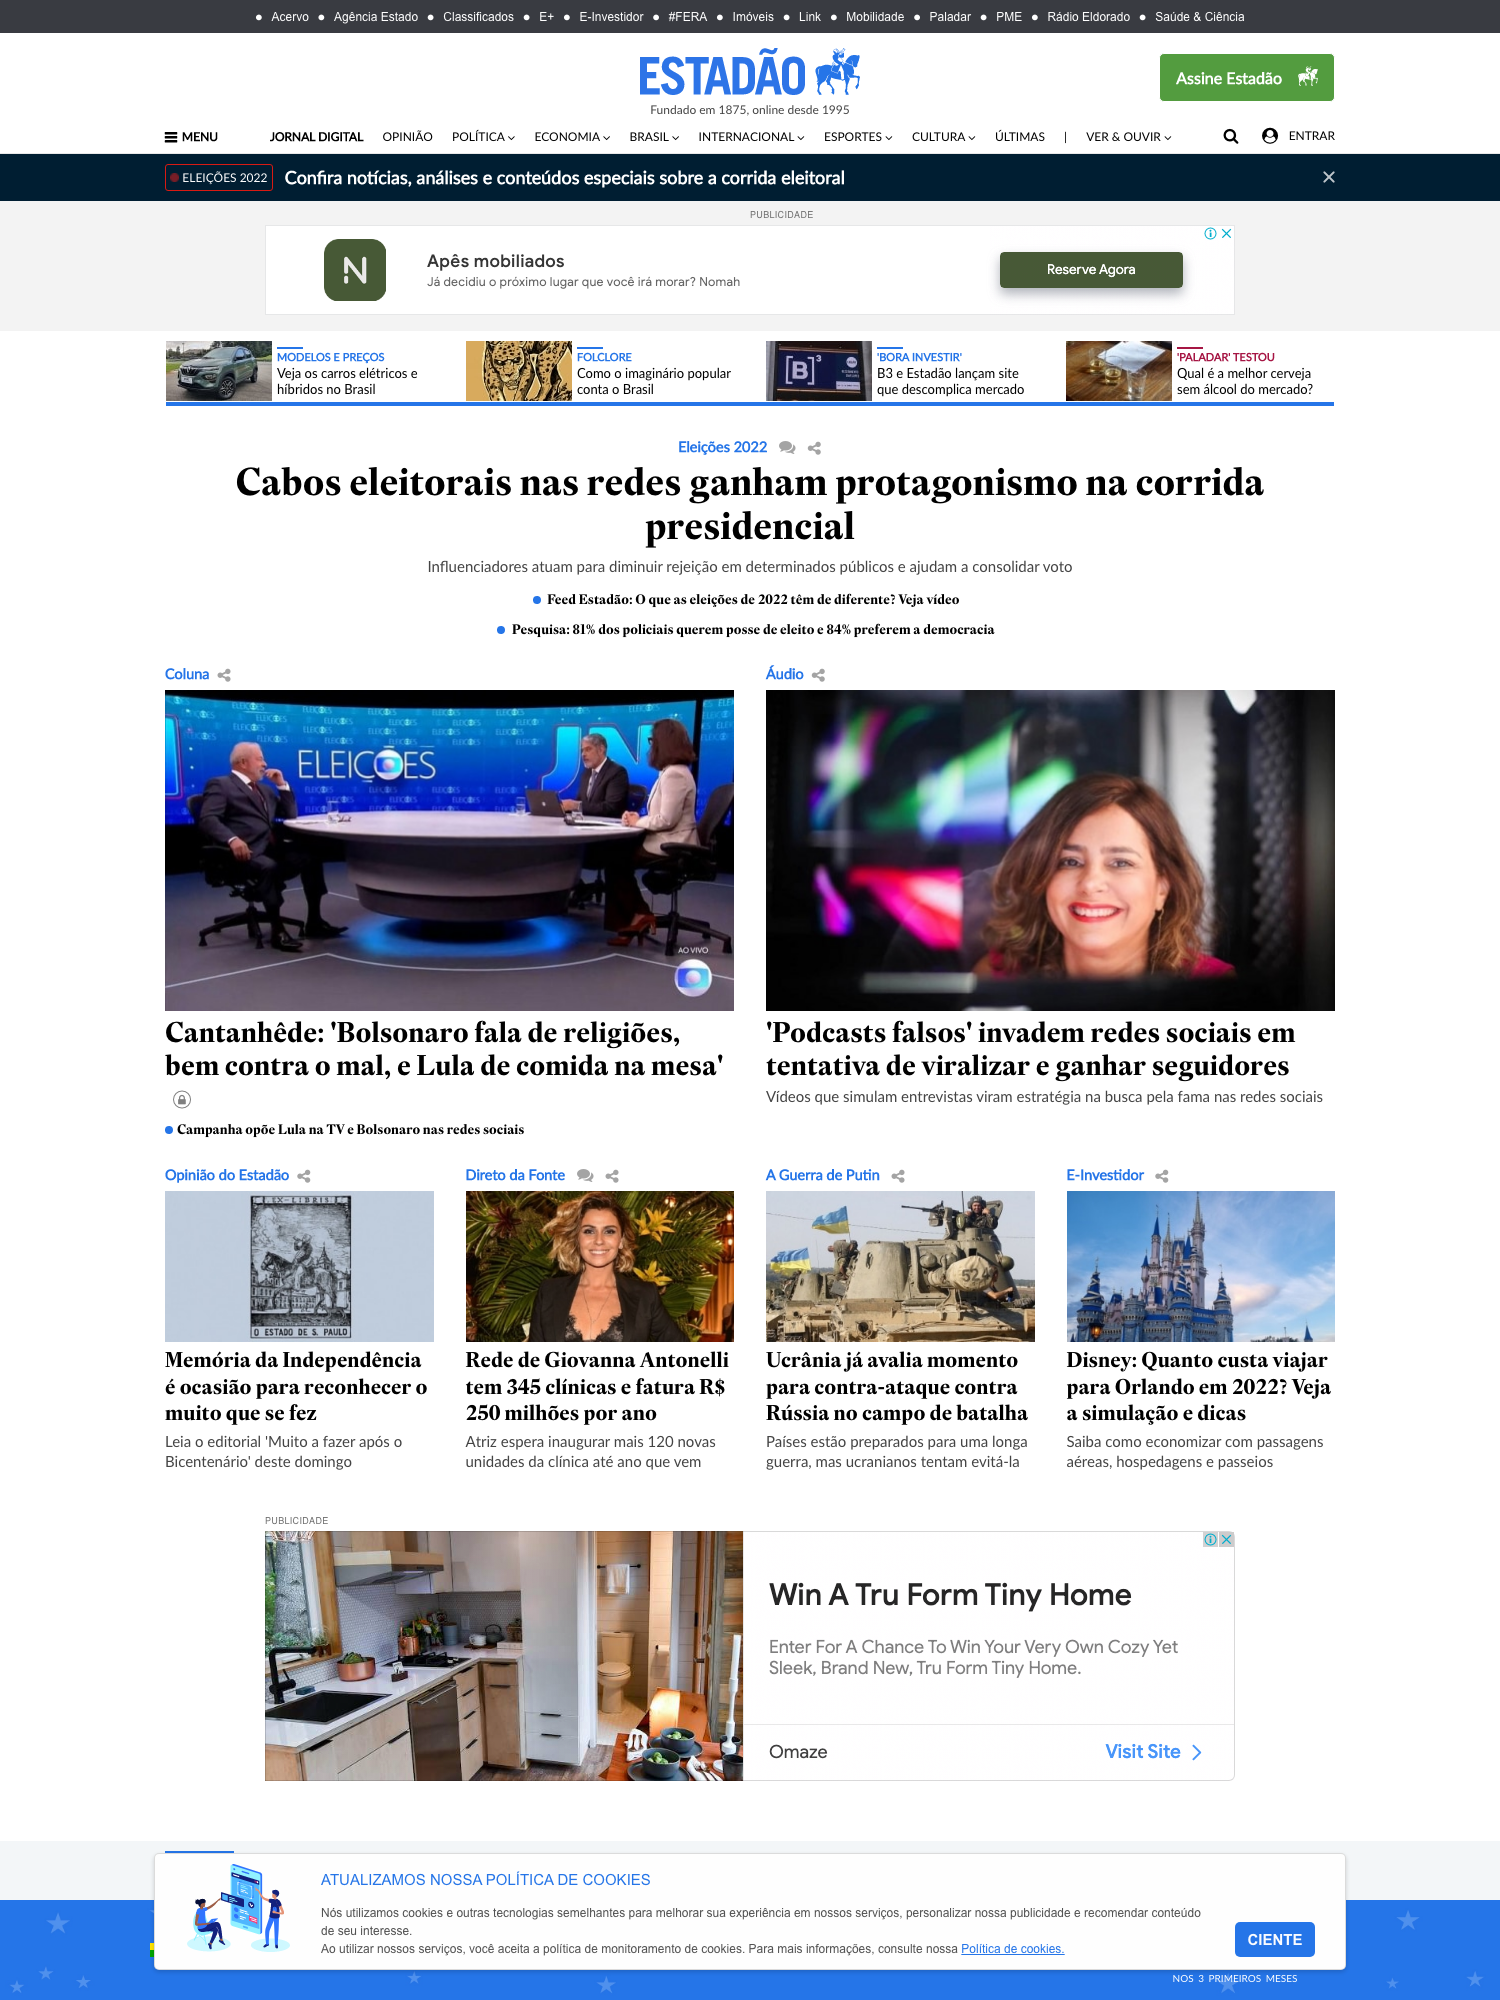 Acervo Agência Estado Classificados E+ E-Investidor #FERA Imóveis Link Mobilidade Paladar PME Rádio Eldorado Saúde & Ciência
ESTADÃO
Fundado em 1875, online desde 1995
Assine Estadão
MENU JORNAL DIGITAL OPINIÃO POLÍTICA ECONOMIA BRASIL INTERNACIONAL ESPORTES CULTURA ÚLTIMAS | VER & OUVIR ENTRAR
ELEIÇÕES 2022 Confira notícias, análises e conteúdos especiais sobre a corrida eleitoral
PUBLICIDADE
N
Apês mobiliados
Já decidiu o próximo lugar que você irá morar? Nomah
Reserve Agora
MODELOS E PREÇOS
Veja os carros elétricos e
híbridos no Brasil
FOLCLORE
Como o imaginário popular
conta o Brasil
[B]³
'BORA INVESTIR'
B3 e Estadão lançam site
que descomplica mercado
'PALADAR' TESTOU
Qual é a melhor cerveja
sem álcool do mercado?
Eleições 2022
Cabos eleitorais nas redes ganham protagonismo na corrida
presidencial
Influenciadores atuam para diminuir rejeição em determinados públicos e ajudam a consolidar voto
Feed Estadão: O que as eleições de 2022 têm de diferente? Veja vídeo
Pesquisa: 81% dos policiais querem posse de eleito e 84% preferem a democracia
Coluna
ELEIÇÕES
JN
AO VIVO
Cantanhêde: 'Bolsonaro fala de religiões,
bem contra o mal, e Lula de comida na mesa'
Campanha opõe Lula na TV e Bolsonaro nas redes sociais
Áudio
'Podcasts falsos' invadem redes sociais em
tentativa de viralizar e ganhar seguidores
Vídeos que simulam entrevistas viram estratégia na busca pela fama nas redes sociais
Opinião do Estadão
EX-LIBRIS
O ESTADO DE S. PAULO
Memória da Independência
é ocasião para reconhecer o
muito que se fez
Leia o editorial 'Muito a fazer após o
Bicentenário' deste domingo
Direto da Fonte
Rede de Giovanna Antonelli
tem 345 clínicas e fatura R$
250 milhões por ano
Atriz espera inaugurar mais 120 novas
unidades da clínica até ano que vem
A Guerra de Putin
Ucrânia já avalia momento
para contra-ataque contra
Rússia no campo de batalha
Países estão preparados para uma longa
guerra, mas ucranianos tentam evitá-la
E-Investidor
Disney: Quanto custa viajar
para Orlando em 2022? Veja
a simulação e dicas
Saiba como economizar com passagens
aéreas, hospedagens e passeios
PUBLICIDADE
Win A Tru Form Tiny Home
Enter For A Chance To Win Your Very Own Cozy Yet
Sleek, Brand New, Tru Form Tiny Home.
Omaze
Visit Site
ATUALIZAMOS NOSSA POLÍTICA DE COOKIES
Nós utilizamos cookies e outras tecnologias semelhantes para melhorar sua experiência em nossos serviços, personalizar nossa publicidade e recomendar conteúdo
de seu interesse.
Ao utilizar nossos serviços, você aceita a política de monitoramento de cookies. Para mais informações, consulte nossa Política de cookies.
CIENTE
NOS 3 PRIMEIROS MESES